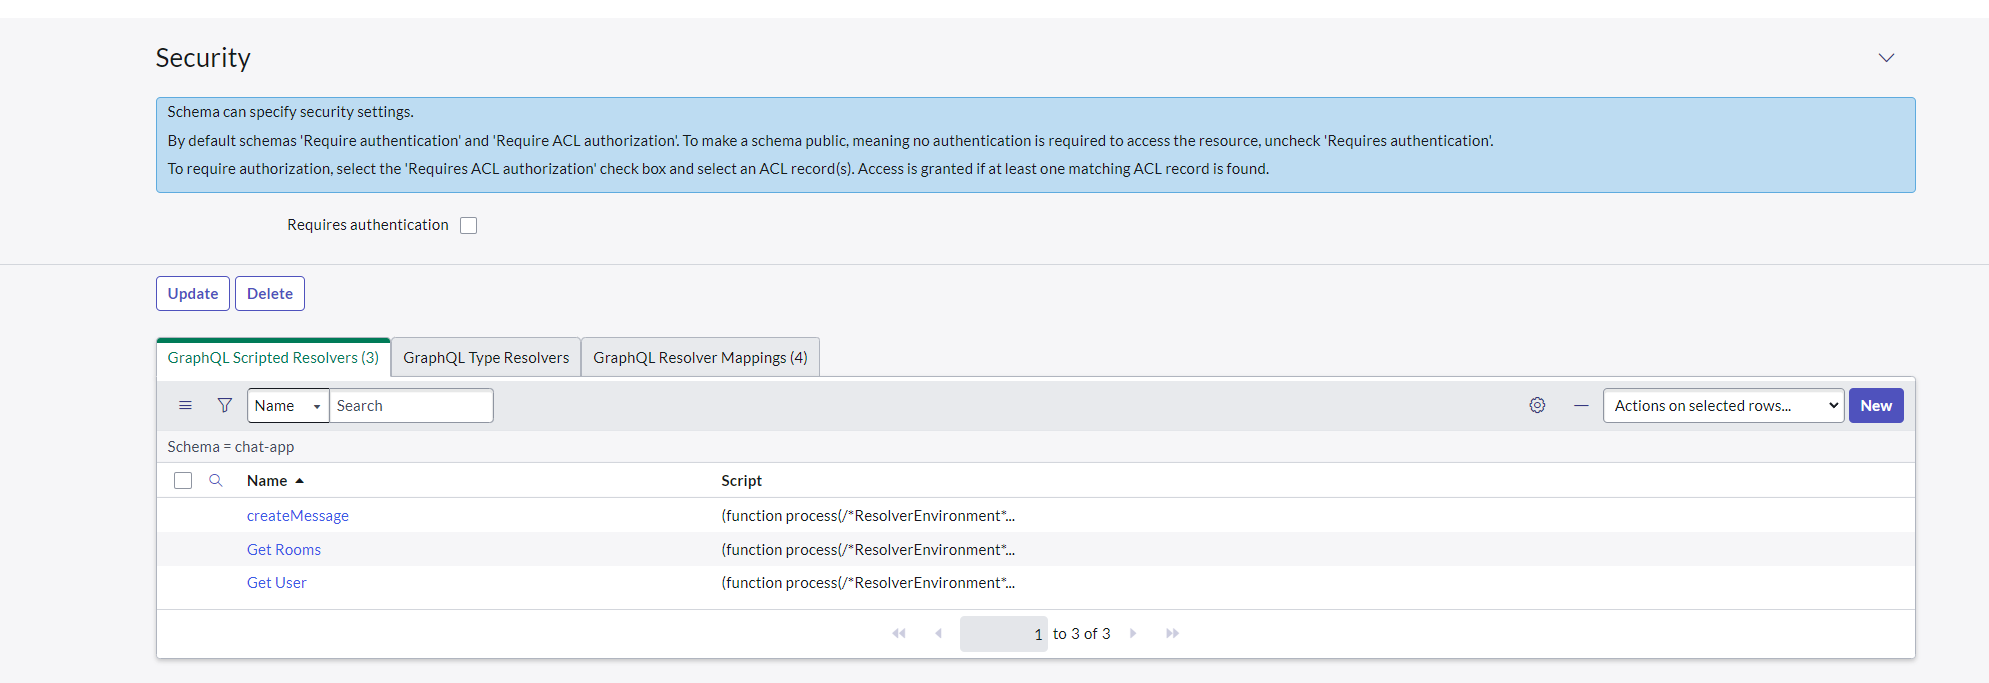 Security
Schema can specify security settings.
By default schemas 'Require authentication' and 'Require ACL authorization'. To make a schema public, meaning no authentication is required to access the resource, uncheck 'Requires authentication'.
To require authorization, select the 'Requires ACL authorization' check box and select an ACL record(s). Access is granted if at least one matching ACL record is found.
Requires authentication
Update Delete
GraphQL Scripted Resolvers (3) GraphQL Type Resolvers GraphQL Resolver Mappings (4)
Name Search Actions on selected rows... New
Schema = chat-app
Name Script
createMessage (function process(/*ResolverEnvironment*...
Get Rooms (function process(/*ResolverEnvironment*...
Get User (function process(/*ResolverEnvironment*...
1 to 3 of 3